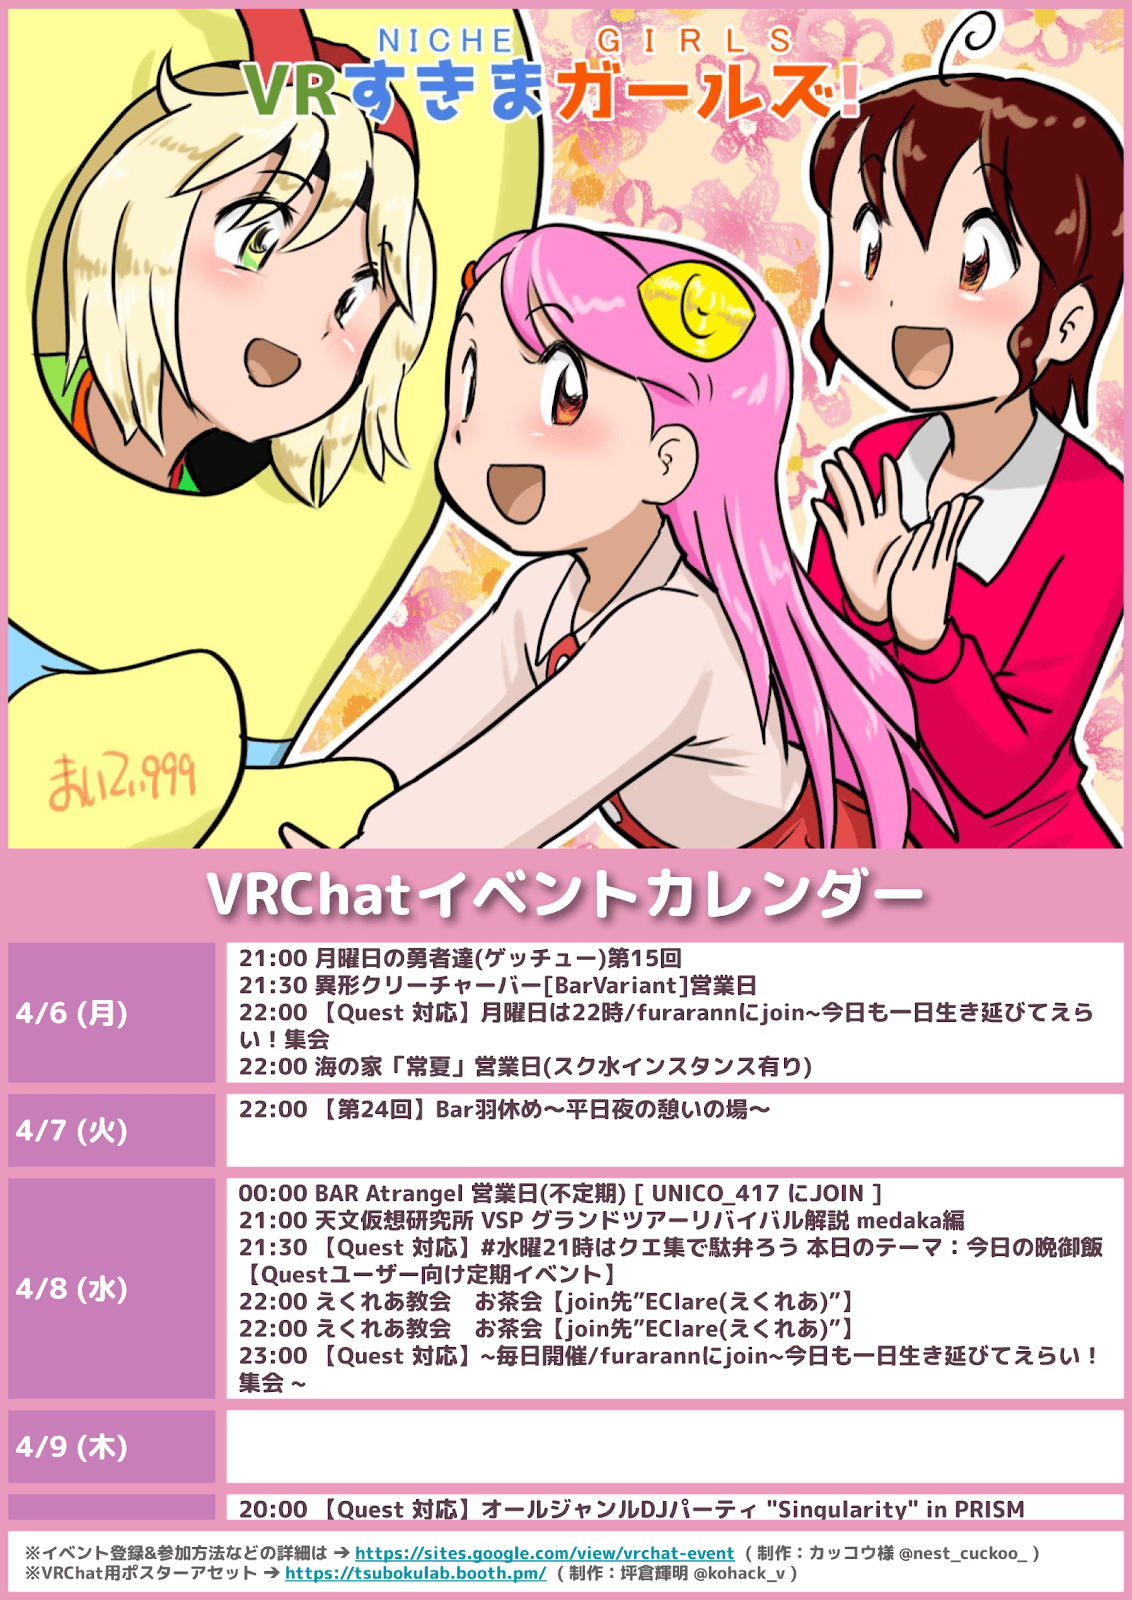 NICHE GIRLS
VRすきまガールズ!
まいてぃ999
VRChatイベントカレンダー
4/6 (月)
21:00 月曜日の勇者達(ゲッチュー)第15回
21:30 異形クリーチャーバー[BarVariant]営業日
22:00 【Quest 対応】月曜日は22時/furarannにjoin~今日も一日生き延びてえら
い！集会
22:00 海の家「常夏」営業日(スク水インスタンス有り)
4/7 (火)
22:00 【第24回】Bar羽休め～平日夜の憩いの場～
4/8 (水)
00:00 BAR Atrangel 営業日(不定期) [ UNICO_417 にJOIN ]
21:00 天文仮想研究所 VSP グランドツアーリバイバル解説 medaka編
21:30 【Quest 対応】#水曜21時はクエ集で駄弁ろう 本日のテーマ：今日の晩御飯
【Questユーザー向け定期イベント】
22:00 えくれあ教会　お茶会【join先”EClare(えくれあ)”】
22:00 えくれあ教会　お茶会【join先”EClare(えくれあ)”】
23:00 【Quest 対応】~毎日開催/furarannにjoin~今日も一日生き延びてえらい！
集会 ~
4/9 (木)
20:00 【Quest 対応】オールジャンルDJパーティ "Singularity" in PRISM
※イベント登録&参加方法などの詳細は ➔ https://sites.google.com/view/vrchat-event ( 制作：カッコウ様 @nest_cuckoo_ )
※VRChat用ポスターアセット ➔ https://tsubokulab.booth.pm/ ( 制作：坪倉輝明 @kohack_v )